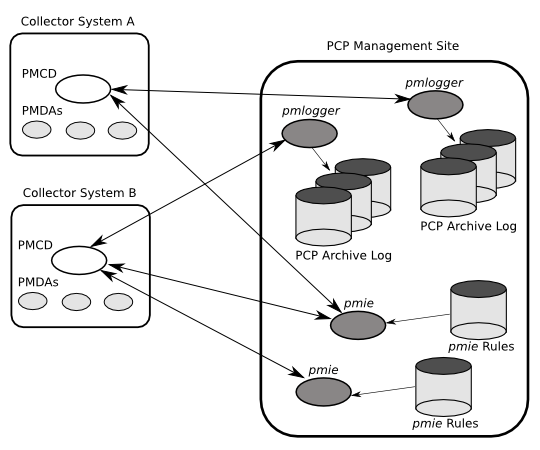 Collector System A
PMCD
PMDAs
Collector System B
PMCD
PMDAs
PCP Management Site
pmlogger
pmlogger
PCP Archive Log
PCP Archive Log
pmie
pmie Rules
pmie
pmie Rules